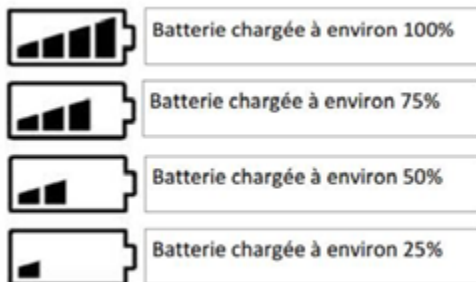 Batterie chargée à environ 100%
Batterie chargée à environ 75%
Batterie chargée à environ 50%
Batterie chargée à environ 25%